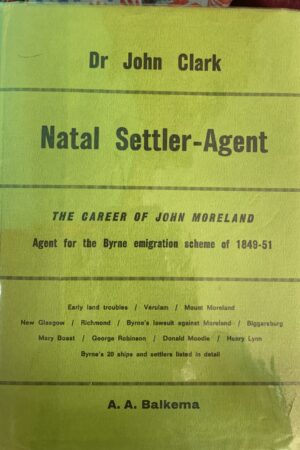 Dr John Clark
Natal Settler-Agent
THE CAREER OF JOHN MORELAND
Agent for the Byrne emigration scheme of 1849-51
Early land troubles / Verulam / Mount Moreland
New Glasgow / Richmond / Byrne's lawsuit against Moreland / Biggarsburg
Mary Boast / George Robinson / Donald Moodie / Henry Lynn
Byrne's 20 ships and settlers listed in detail
A. A. Balkema